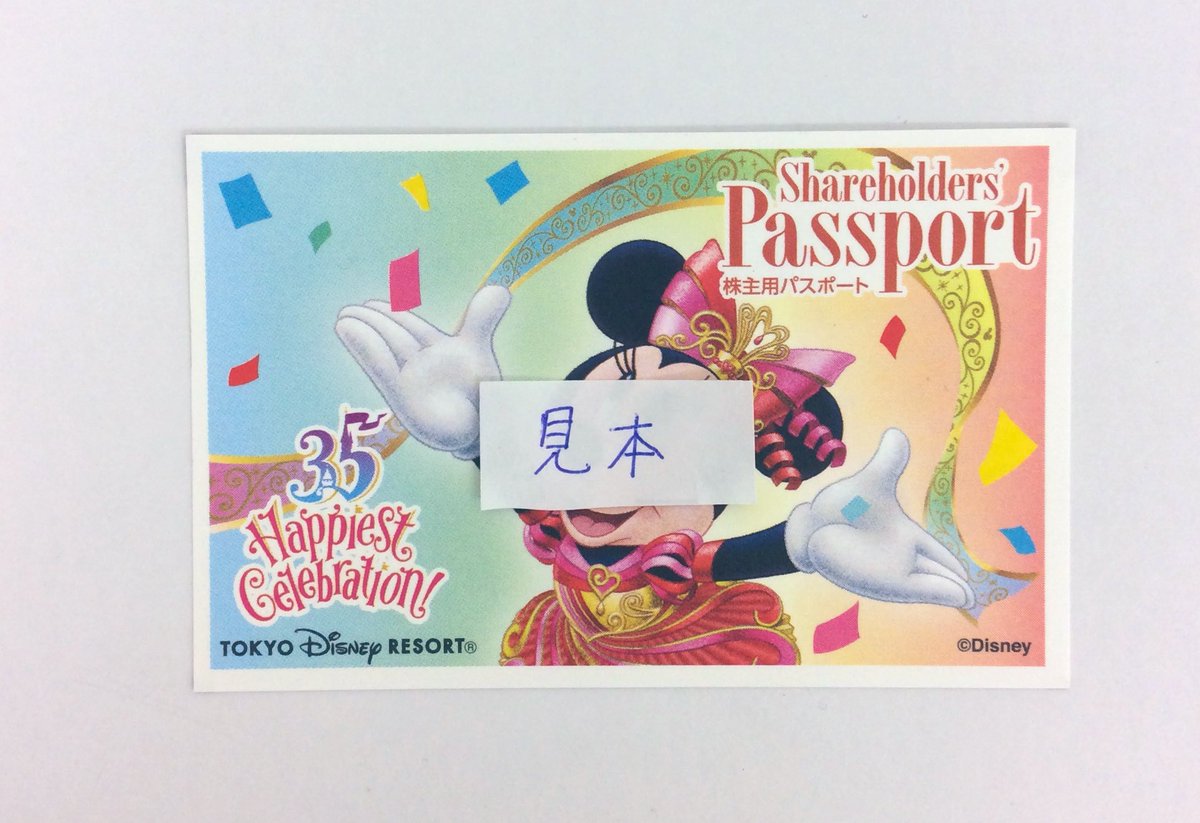 Shareholders'
Passport
株主用パスポート
見本
35
Happiest
Celebration!
TOKYO Disney RESORT®
©Disney